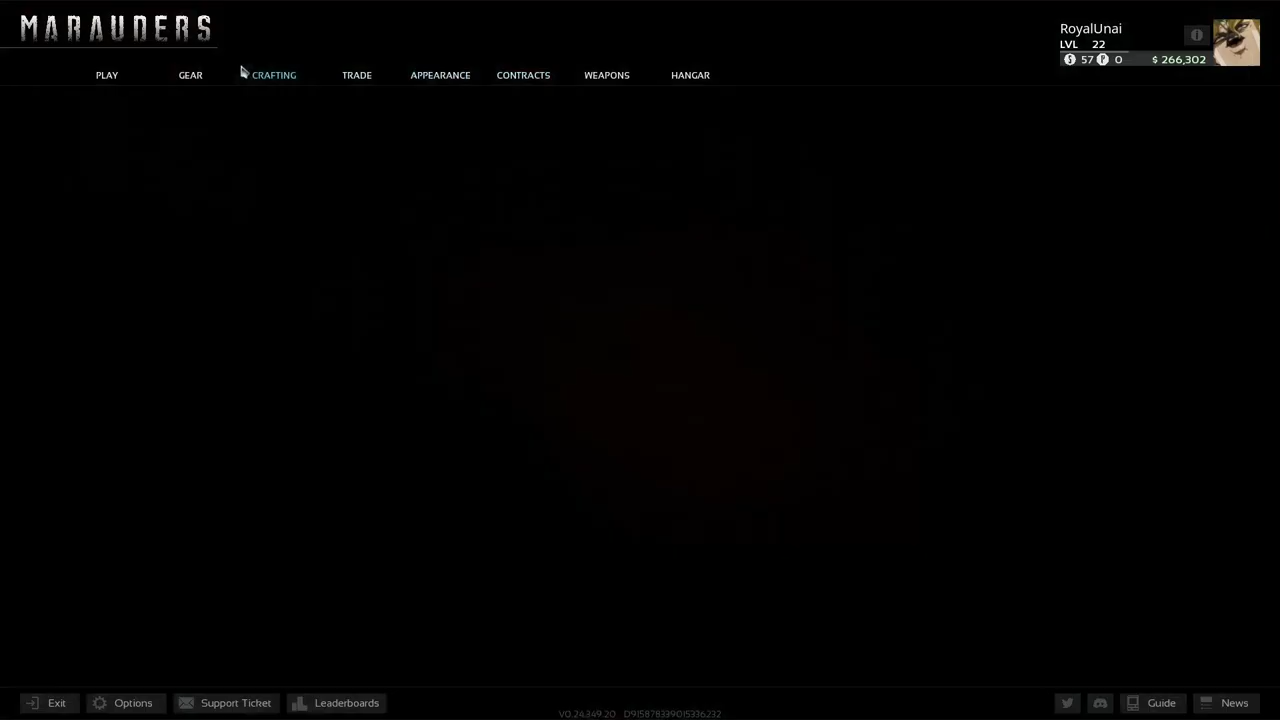 MARAUDERS
RoyalUnai
LVL 22
57 0 $ 266,302
PLAY GEAR CRAFTING TRADE APPEARANCE CONTRACTS WEAPONS HANGAR
Exit Options Support Ticket Leaderboards Guide News